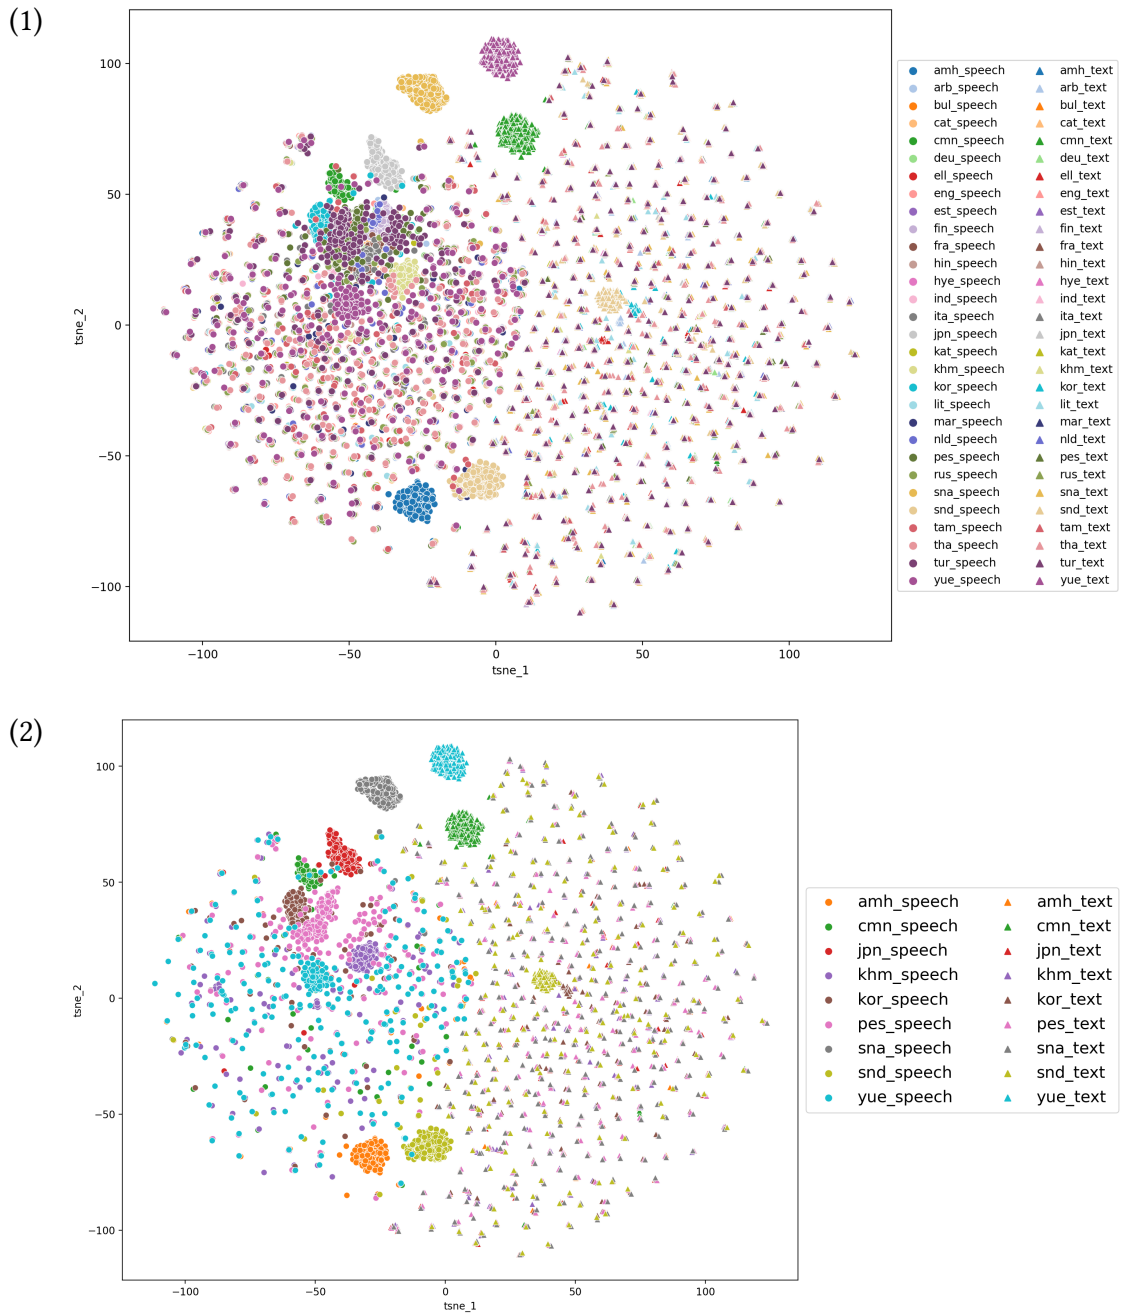 (1)
100
50
0
−50
−100
tsne_2
−100 −50 0 50 100
tsne_1
amh_speech amh_text
arb_speech arb_text
bul_speech bul_text
cat_speech cat_text
cmn_speech cmn_text
deu_speech deu_text
ell_speech ell_text
eng_speech eng_text
est_speech est_text
fin_speech fin_text
fra_speech fra_text
hin_speech hin_text
hye_speech hye_text
ind_speech ind_text
ita_speech ita_text
jpn_speech jpn_text
kat_speech kat_text
khm_speech khm_text
kor_speech kor_text
lit_speech lit_text
mar_speech mar_text
nld_speech nld_text
pes_speech pes_text
rus_speech rus_text
sna_speech sna_text
snd_speech snd_text
tam_speech tam_text
tha_speech tha_text
tur_speech tur_text
yue_speech yue_text
(2)
100
50
0
−50
−100
tsne_2
−100 −50 0 50 100
tsne_1
amh_speech amh_text
cmn_speech cmn_text
jpn_speech jpn_text
khm_speech khm_text
kor_speech kor_text
pes_speech pes_text
sna_speech sna_text
snd_speech snd_text
yue_speech yue_text